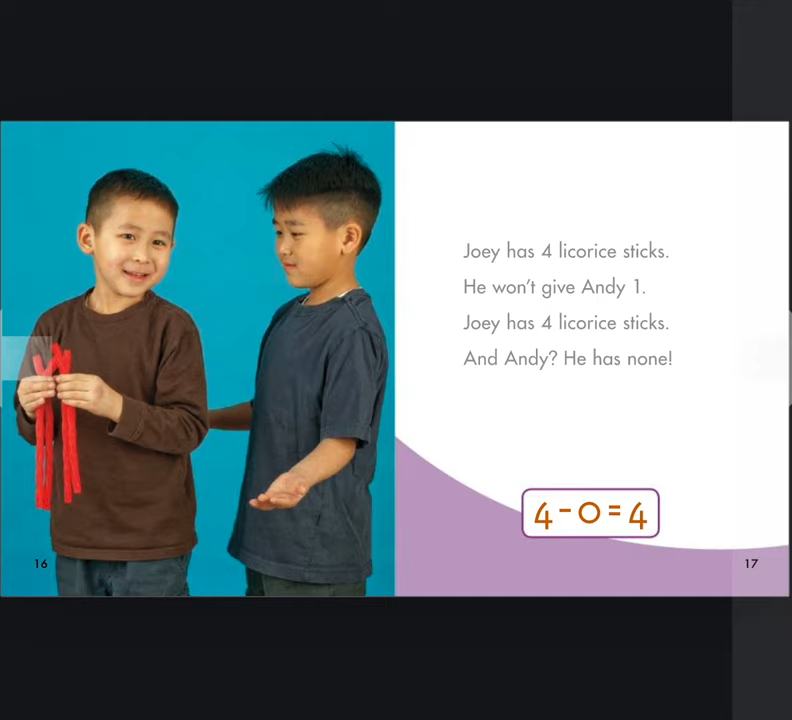 Joey has 4 licorice sticks.
He won't give Andy 1.
Joey has 4 licorice sticks.
And Andy? He has none!
4 - 0 = 4
16
17